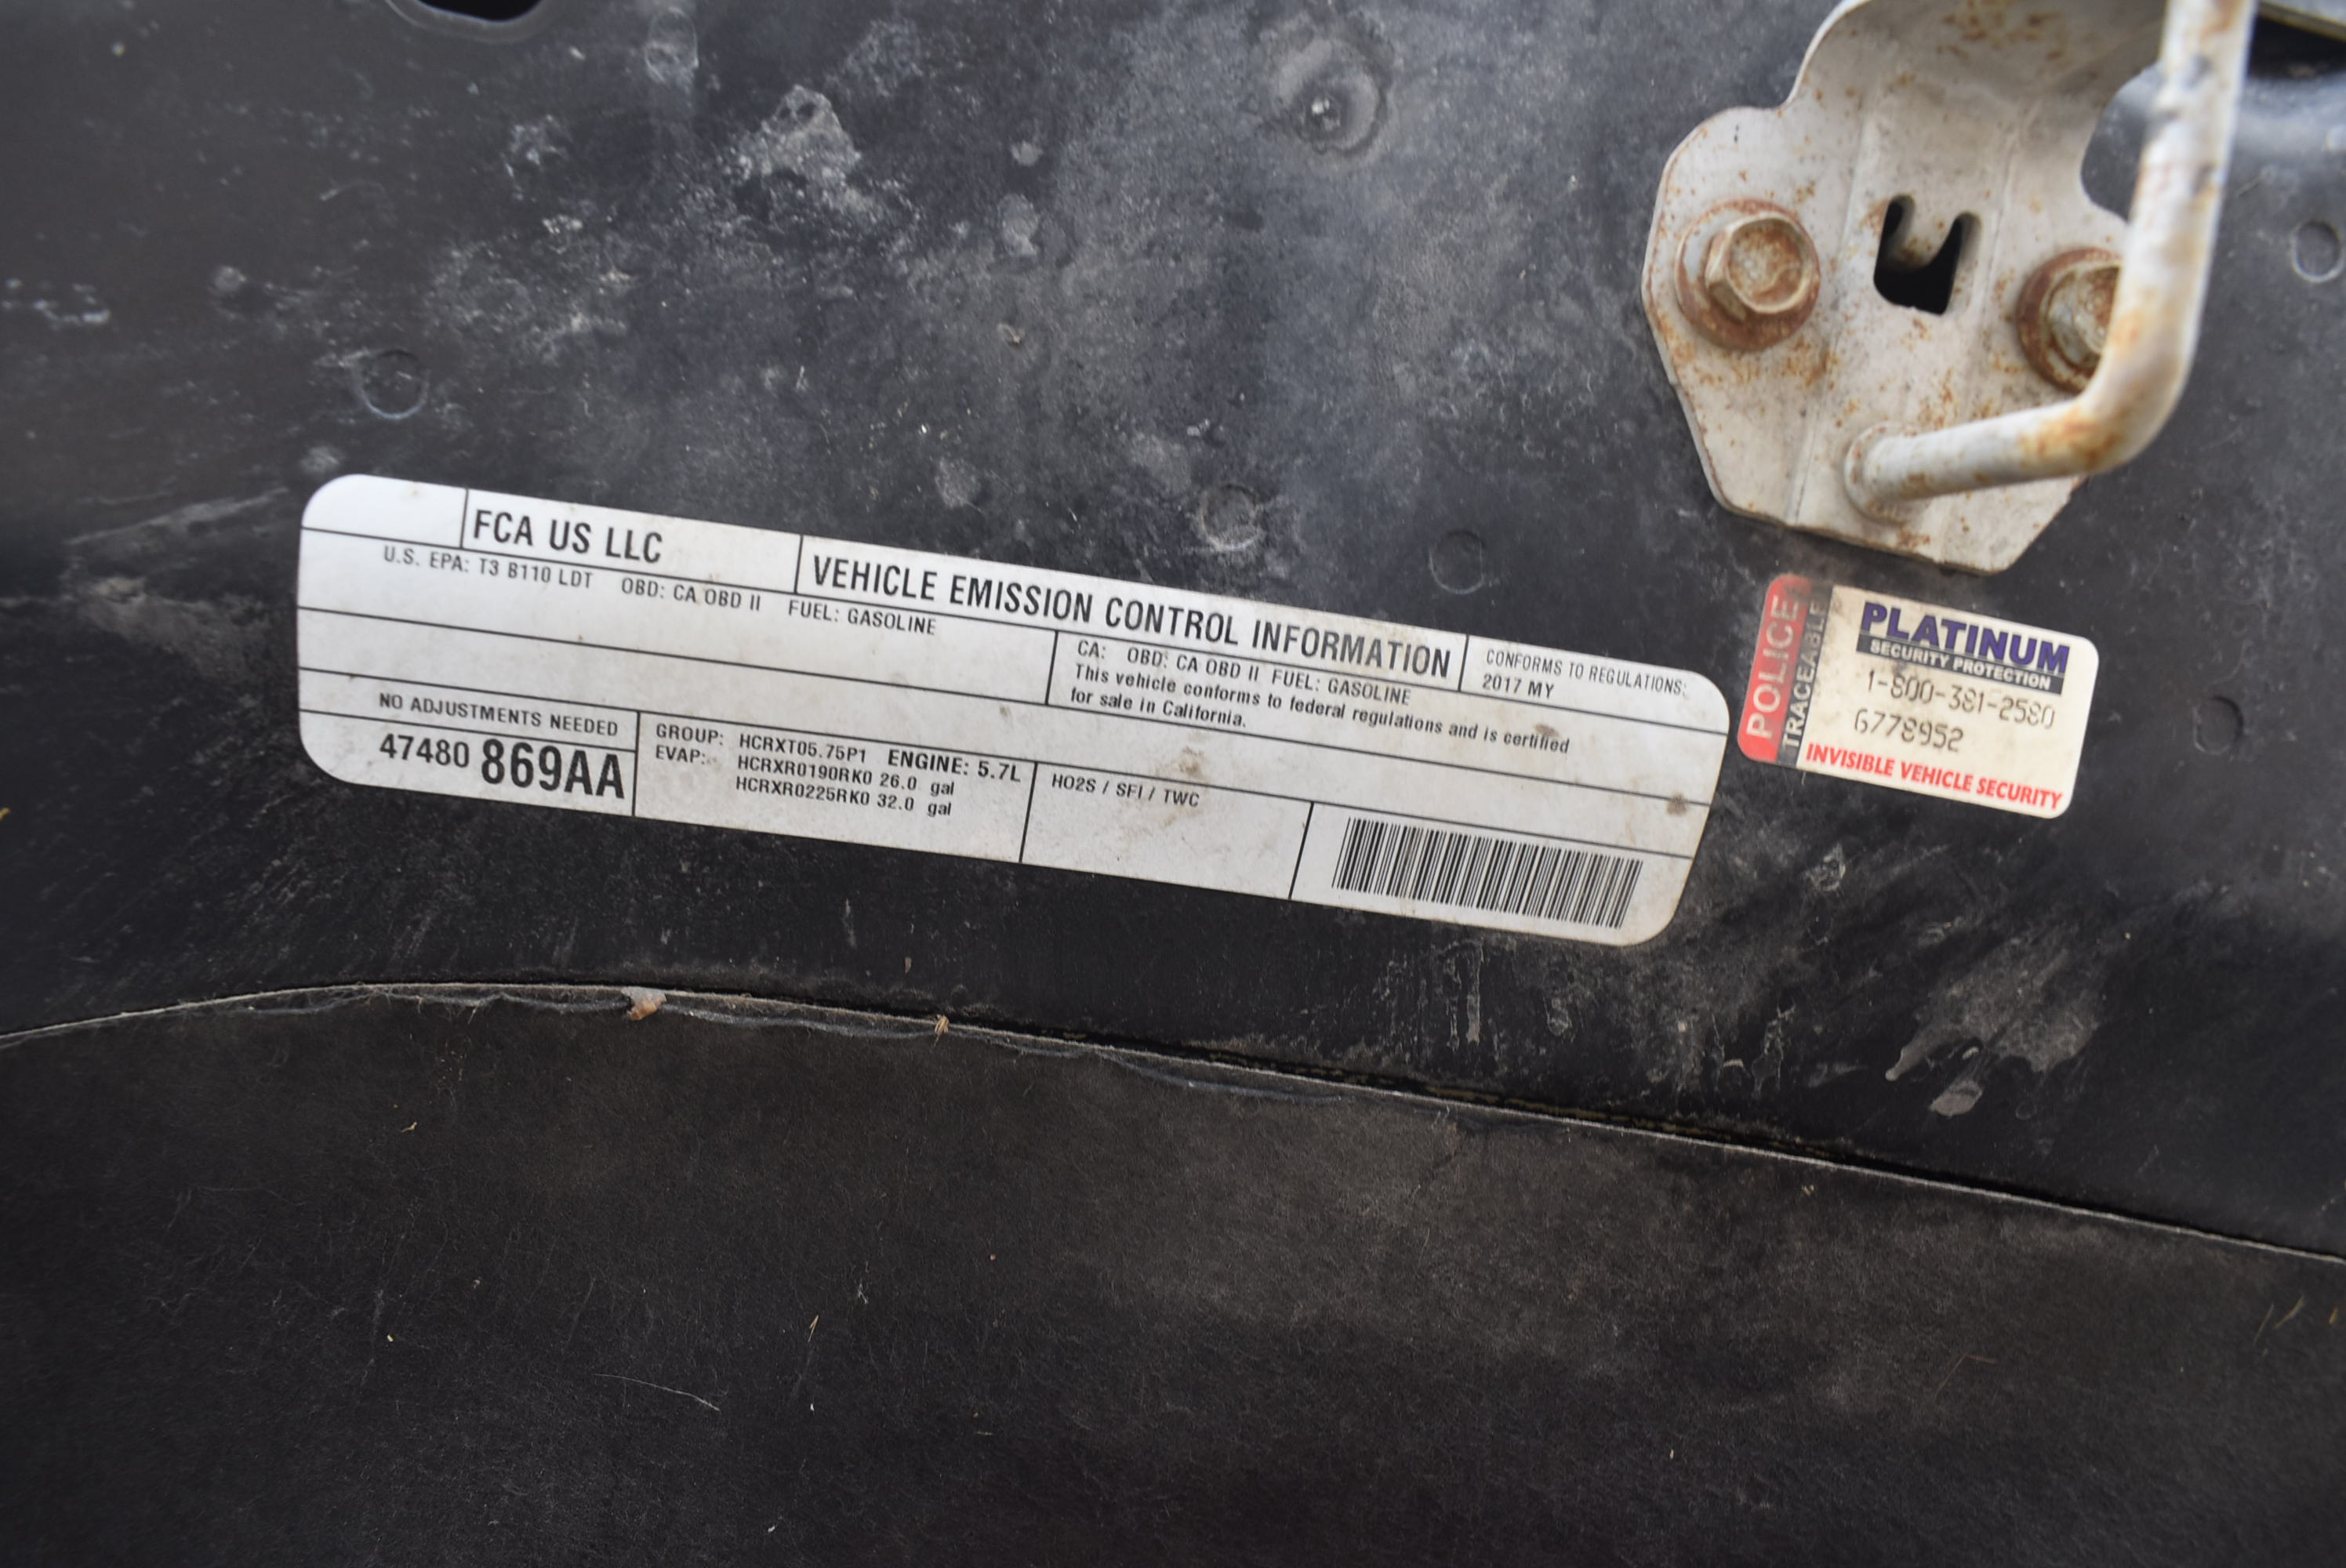 FCA US LLC
VEHICLE EMISSION CONTROL INFORMATION
CONFORMS TO REGULATIONS:
2017 MY
U.S. EPA: T3 B110 LDT OBD: CA OBD II FUEL: GASOLINE
CA: OBD: CA OBD II FUEL: GASOLINE
This vehicle conforms to federal regulations and is certified
for sale in California.
NO ADJUSTMENTS NEEDED
47480 869AA
GROUP: HCRXT05.75P1 ENGINE: 5.7L
EVAP: HCRXR0190RK0 26.0 gal
HCRXR0225RK0 32.0 gal
HO2S / SFI / TWC
POLICE
TRACEABLE
PLATINUM
SECURITY PROTECTION
1-800-381-2580
G778952
INVISIBLE VEHICLE SECURITY